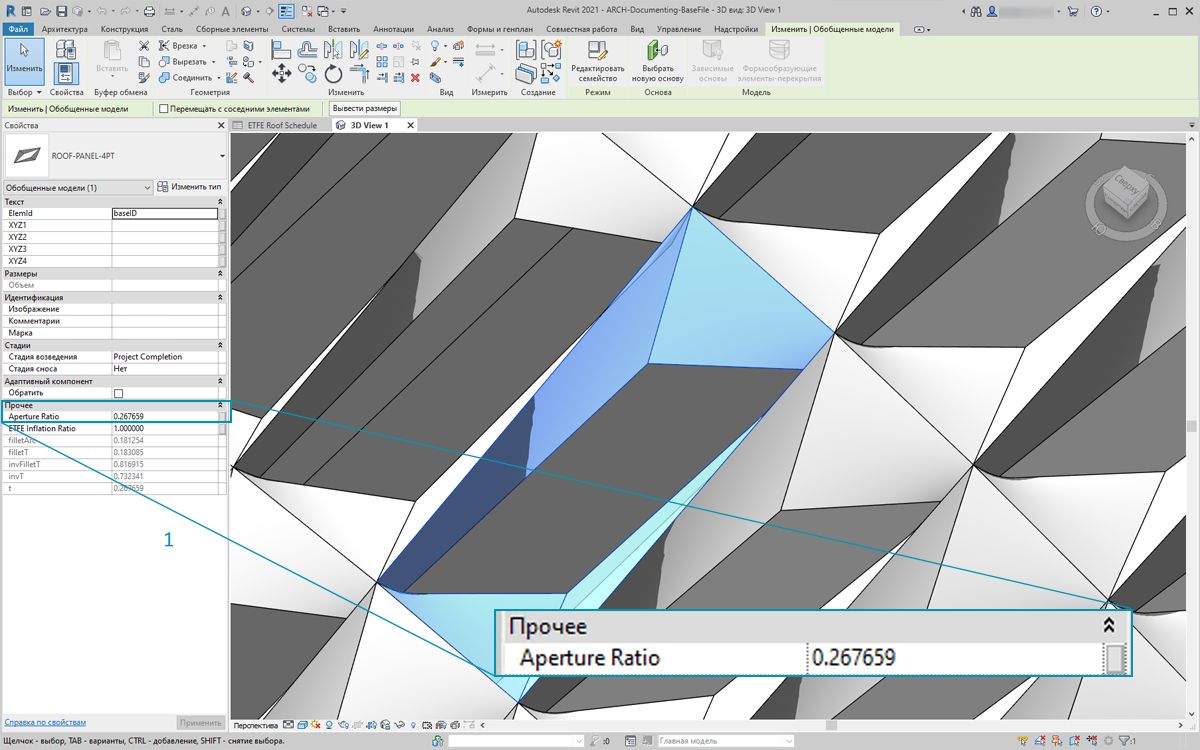 Autodesk Revit 2021 - ARCH-Documenting-BaseFile - 3D вид: 3D View 1
Файл Архитектура Конструкция Сталь Сборные элементы Системы Вставить Аннотации Анализ Формы и генплан Совместная работа Вид Управление Надстройки Изменить | Обобщенные модели
Изменить
Вставить
Врезка
Вырезать
Соединить
Редактировать семейство
Выбрать новую основу
Зависимые основы
Формообразующие элементы-перекрытия
Выбор Свойства Буфер обмена Геометрия Изменить Вид Измерить Создание Режим Основа Модель
Изменить | Обобщенные модели Перемещать с соседними элементами Вывести размеры
Свойства
ETFE Roof Schedule 3D View 1
ROOF-PANEL-4PT
Обобщенные модели (1) Изменить тип
Текст
ElemId baseID
XYZ1
XYZ2
XYZ3
XYZ4
Размеры
Объем
Идентификация
Изображение
Комментарии
Марка
Стадии
Стадия возведения Project Completion
Стадия сноса Нет
Адаптивный компонент
Обратить
Прочее
Aperture Ratio 0.267659
ETFE Inflation Ratio 1.000000
filletArc 0.181254
filletT 0.183085
invFilletT 0.816915
invT 0.732341
t 0.267659
1
Сверху
Ю
Прочее
Aperture Ratio 0.267659
Справка по свойствам Применить
Перспектива
Щелчок - выбор, TAB - варианты, CTRL - добавление, SHIFT - снятие выбора.
:0
Главная модель
:1